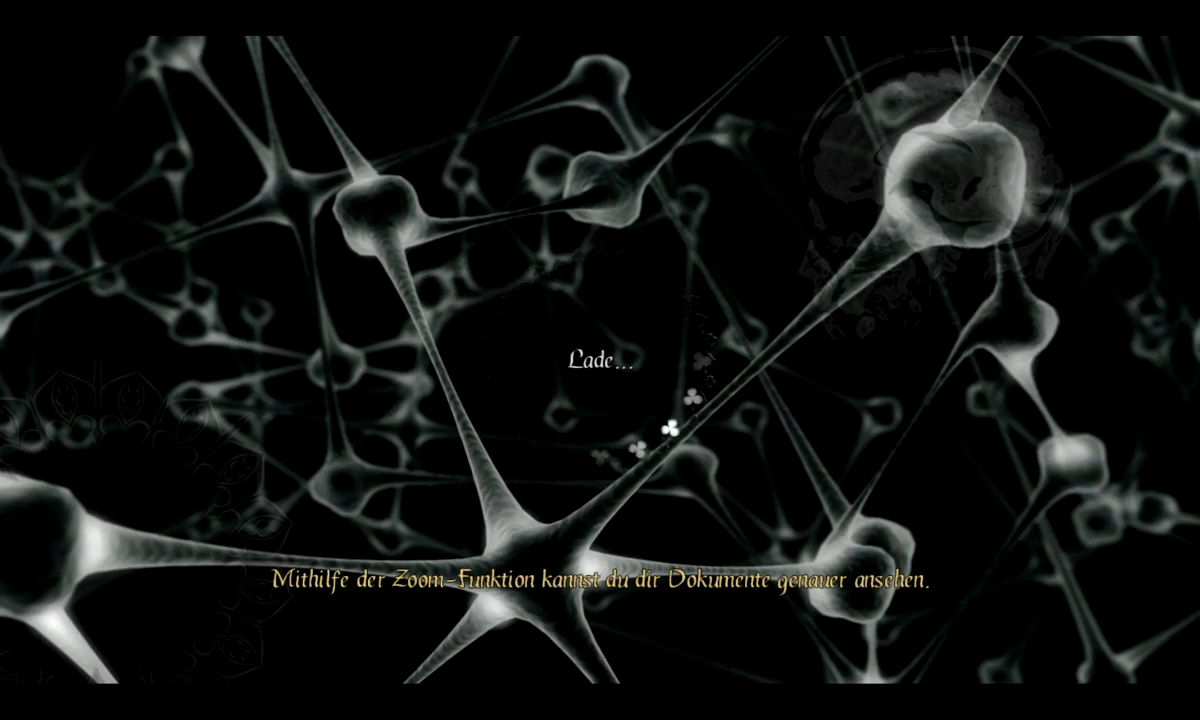 Lade...
Mithilfe der Zoom-Funktion kannst du dir Dokumente genauer ansehen.